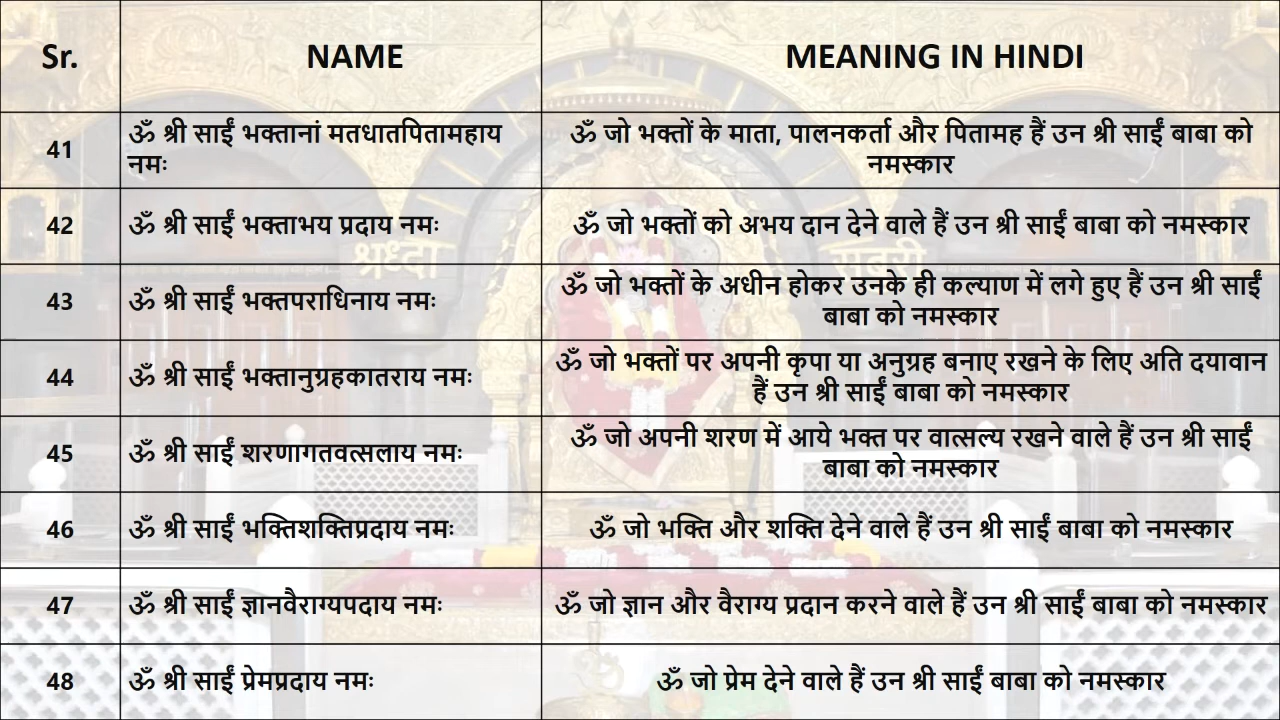 Sr. NAME MEANING IN HINDI
41 ॐ श्री साईं भक्तानां मतधातपितामहाय
नमः
ॐ जो भक्तों के माता, पालनकर्ता और पितामह हैं उन श्री साईं बाबा को
नमस्कार
42 ॐ श्री साईं भक्ताभय प्रदाय नमः ॐ जो भक्तों को अभय दान देने वाले हैं उन श्री साईं बाबा को नमस्कार
43 ॐ श्री साईं भक्तपराधिनाय नमः ॐ जो भक्तों के अधीन होकर उनके ही कल्याण में लगे हुए हैं उन श्री साईं
बाबा को नमस्कार
44 ॐ श्री साईं भक्तानुग्रहकातराय नमः ॐ जो भक्तों पर अपनी कृपा या अनुग्रह बनाए रखने के लिए अति दयावान
हैं उन श्री साईं बाबा को नमस्कार
45 ॐ श्री साईं शरणागतवत्सलाय नमः ॐ जो अपनी शरण में आये भक्त पर वात्सल्य रखने वाले हैं उन श्री साईं
बाबा को नमस्कार
46 ॐ श्री साईं भक्तिशक्तिप्रदाय नमः ॐ जो भक्ति और शक्ति देने वाले हैं उन श्री साईं बाबा को नमस्कार
47 ॐ श्री साईं ज्ञानवैराग्यपदाय नमः ॐ जो ज्ञान और वैराग्य प्रदान करने वाले हैं उन श्री साईं बाबा को नमस्कार
48 ॐ श्री साईं प्रेमप्रदाय नमः ॐ जो प्रेम देने वाले हैं उन श्री साईं बाबा को नमस्कार
श्रध्दा
सबुरी